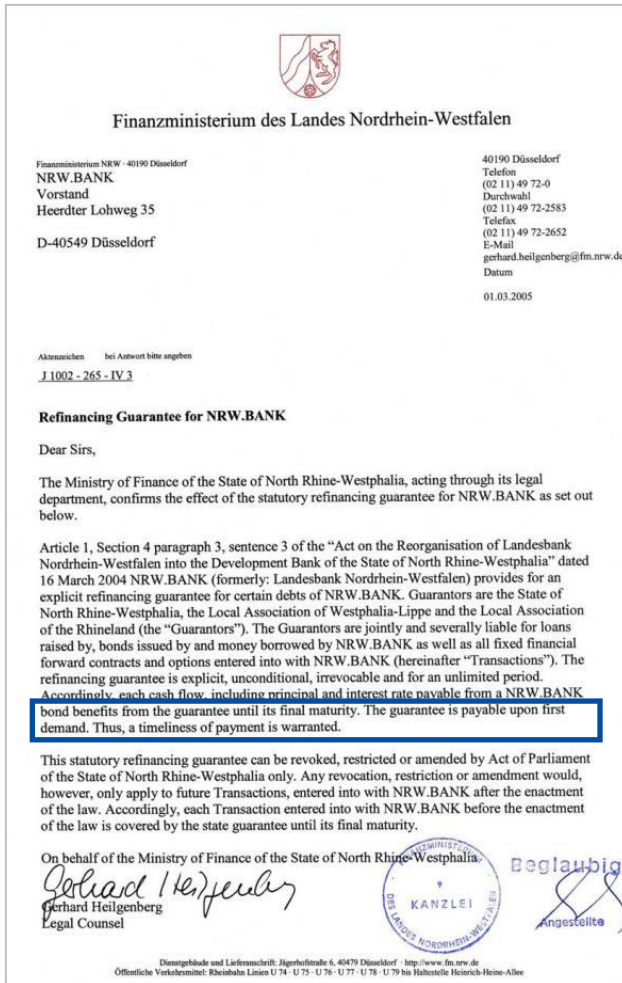 Finanzministerium des Landes Nordrhein-Westfalen
Finanzministerium NRW · 40190 Düsseldorf
NRW.BANK
Vorstand
Heerdter Lohweg 35
D-40549 Düsseldorf
40190 Düsseldorf
Telefon
(02 11) 49 72-0
Durchwahl
(02 11) 49 72-2583
Telefax
(02 11) 49 72-2652
E-Mail
gerhard.heilgenberg@fm.nrw.de
Datum
01.03.2005
Aktenzeichen bei Antwort bitte angeben
J 1002 - 265 - IV 3
Refinancing Guarantee for NRW.BANK
Dear Sirs,
The Ministry of Finance of the State of North Rhine-Westphalia, acting through its legal
department, confirms the effect of the statutory refinancing guarantee for NRW.BANK as set out
below.
Article 1, Section 4 paragraph 3, sentence 3 of the “Act on the Reorganisation of Landesbank
Nordrhein-Westfalen into the Development Bank of the State of North Rhine-Westphalia” dated
16 March 2004 NRW.BANK (formerly: Landesbank Nordrhein-Westfalen) provides for an
explicit refinancing guarantee for certain debts of NRW.BANK. Guarantors are the State of
North Rhine-Westphalia, the Local Association of Westphalia-Lippe and the Local Association
of the Rhineland (the “Guarantors”). The Guarantors are jointly and severally liable for loans
raised by, bonds issued by and money borrowed by NRW.BANK as well as all fixed financial
forward contracts and options entered into with NRW.BANK (hereinafter “Transactions”). The
refinancing guarantee is explicit, unconditional, irrevocable and for an unlimited period.
Accordingly, each cash flow, including principal and interest rate payable from a NRW.BANK
bond benefits from the guarantee until its final maturity. The guarantee is payable upon first
demand. Thus, a timeliness of payment is warranted.
This statutory refinancing guarantee can be revoked, restricted or amended by Act of Parliament
of the State of North Rhine-Westphalia only. Any revocation, restriction or amendment would,
however, only apply to future Transactions, entered into with NRW.BANK after the enactment
of the law. Accordingly, each Transaction entered into with NRW.BANK before the enactment
of the law is covered by the state guarantee until its final maturity.
On behalf of the Ministry of Finance of the State of North Rhine-Westphalia
Gerhard Heilgenberg
Gerhard Heilgenberg
Legal Counsel
FINANZMINISTERIUM
9
KANZLEI
DES LANDES NORDRHEIN-WESTFALEN
Beglaubig
Angestellte
Dienstgebäude und Lieferanschrift: Jägerhofstraße 6, 40479 Düsseldorf · http://www.fm.nrw.de
Öffentliche Verkehrsmittel: Rheinbahn Linien U 74 · U 75 · U 76 · U 77 · U 78 · U 79 bis Haltestelle Heinrich-Heine-Allee